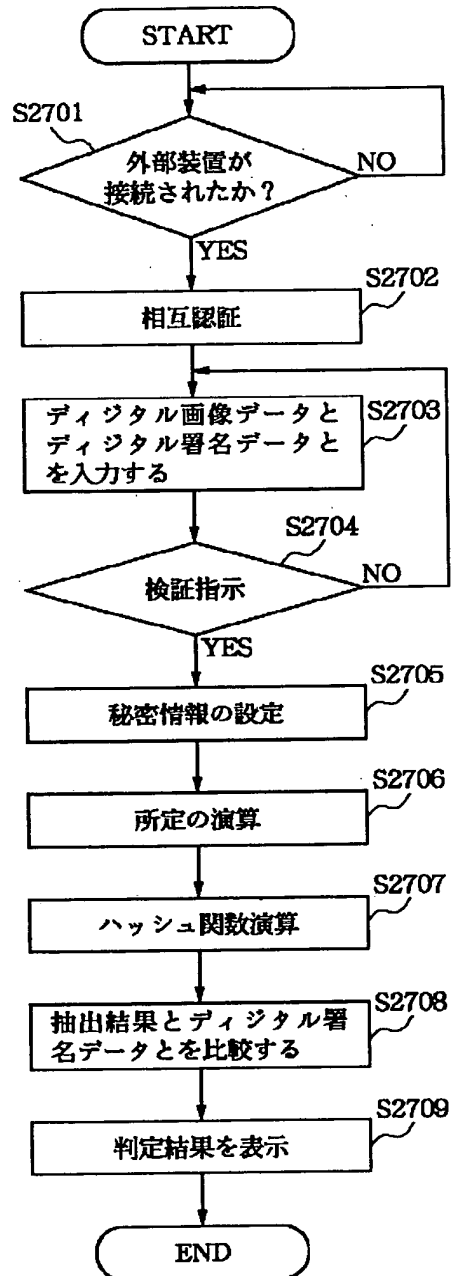 START
S2701
外部装置が
接続されたか？
NO
YES
S2702
相互認証
ディジタル画像データと
ディジタル署名データと
を入力する
S2703
S2704
検証指示
NO
YES
S2705
秘密情報の設定
S2706
所定の演算
S2707
ハッシュ関数演算
S2708
抽出結果とディジタル署
名データとを比較する
S2709
判定結果を表示
END